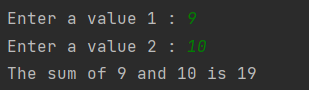 Enter a value 1 : 9
Enter a value 2 : 10
The sum of 9 and 10 is 19